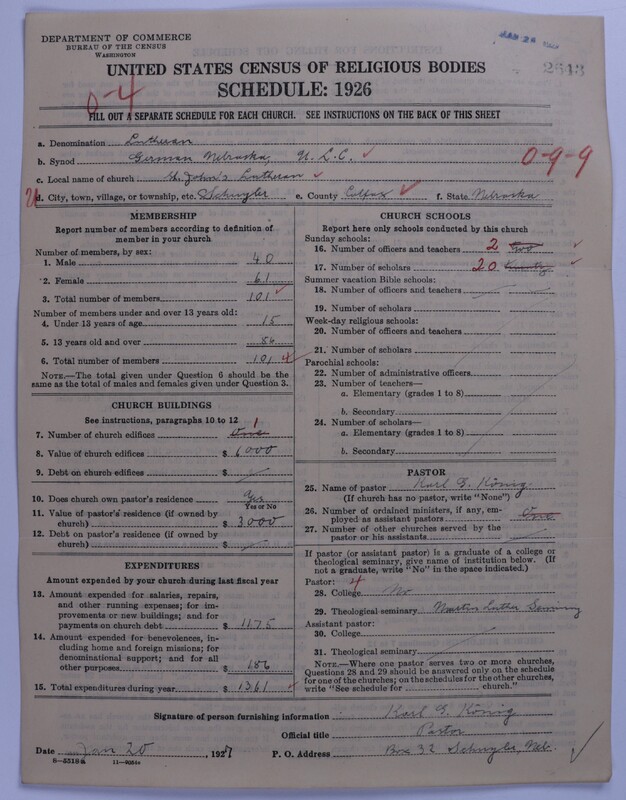 DEPARTMENT OF COMMERCE
BUREAU OF THE CENSUS
WASHINGTON
JAN 28
2643
UNITED STATES CENSUS OF RELIGIOUS BODIES
SCHEDULE: 1926
0-4
FILL OUT A SEPARATE SCHEDULE FOR EACH CHURCH. SEE INSTRUCTIONS ON THE BACK OF THIS SHEET
a. Denomination Lutheran
b. Synod German Nebraska, U.L.C.
0-9-9
c. Local name of church St. John's Lutheran
d. City, town, village, or township, etc. Schuyler e. County Colfax f. State Nebraska
MEMBERSHIP
Report number of members according to definition of
member in your church
Number of members, by sex:
1. Male 40
2. Female 61
3. Total number of members 101
Number of members under and over 13 years old:
4. Under 13 years of age 15
5. 13 years old and over 86
6. Total number of members 101
NOTE.—The total given under Question 6 should be
same as the total of males and females given under Question 3.
CHURCH BUILDINGS
See instructions, paragraphs 10 to 12
7. Number of church edifices One 1
8. Value of church edifices $ 6000
9. Debt on church edifices $
10. Does church own pastor's residence Yes
Yes or No
11. Value of pastor's residence (if owned by
church) $ 3000
12. Debt on pastor's residence (if owned by
church) $
EXPENDITURES
Amount expended by your church during last fiscal year
13. Amount expended for salaries, repairs,
and other running expenses; for im-
provements or new buildings; and for
payments on church debt $ 1175
14. Amount expended for benevolences,
including home and foreign missions; for
denominational support; and for all
other purposes $ 186
15. Total expenditures during year $ 1361
CHURCH SCHOOLS
Report here only schools conducted by this church
Sunday schools:
16. Number of officers and teachers 2 Two
17. Number of scholars 20 Twenty
Summer vacation Bible schools:
18. Number of officers and teachers
19. Number of scholars
Week-day religious schools:
20. Number of officers and teachers
21. Number of scholars
Parochial schools:
22. Number of administrative officers
23. Number of teachers—
a. Elementary (grades 1 to 8)
b. Secondary
24. Number of scholars—
a. Elementary (grades 1 to 8)
b. Secondary
PASTOR
25. Name of pastor Karl G. König
(If church has no pastor, write "None")
26. Number of ordained ministers, if any, em-
ployed as assistant pastors One
27. Number of other churches served by the
pastor or his assistants
If pastor (or assistant pastor) is a graduate of a college or
theological seminary, give name of institution below. (If
not a graduate, write "No" in the space indicated.)
Pastor:
28. College No
29. Theological seminary Martin Luther Seminary
Assistant pastor:
30. College
31. Theological seminary
NOTE.—Where one pastor serves two or more churches,
Questions 28 and 29 should be answered only on the schedule
for one of the churches; on the schedules for the other churches,
write "See schedule for church."
Signature of person furnishing information Karl G. König
Official title Pastor
Date Jan 20, 1927 P. O. Address Box 32 Schuyler, Neb.
8—5518a 11—9054c